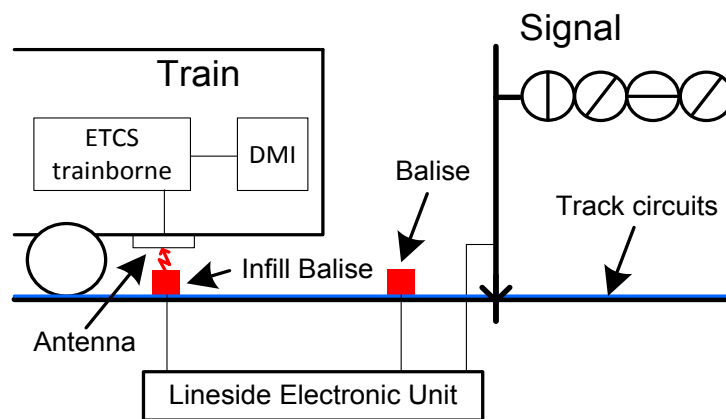 Signal
Train
ETCS
trainborne
DMI
Balise
Track circuits
Infill Balise
Antenna
Lineside Electronic Unit